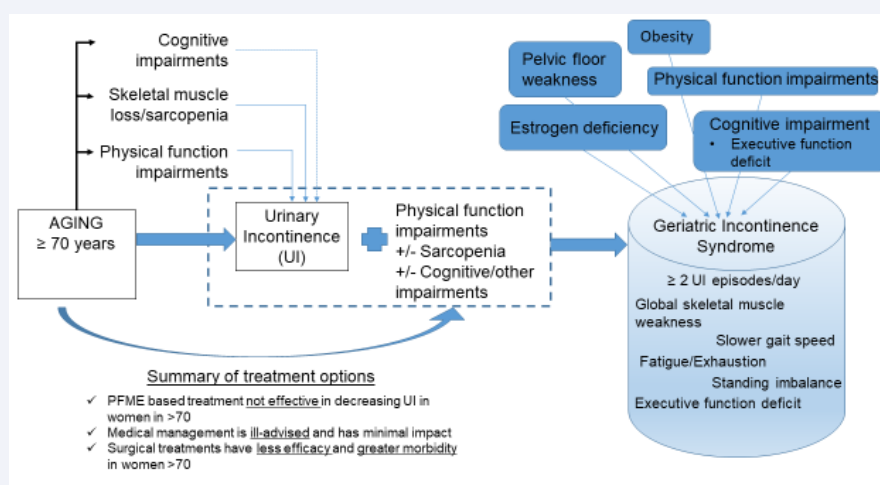 Cognitive
impairments
Skeletal muscle
loss/sarcopenia
Physical function
impairments
AGING
≥ 70 years
Urinary
Incontinence
(UI)
Physical function
impairments
+/- Sarcopenia
+/- Cognitive/other
impairments
Obesity
Pelvic floor
weakness
Physical function impairments
Estrogen deficiency
Cognitive impairment
• Executive function
deficit
Geriatric Incontinence
Syndrome
≥ 2 UI episodes/day
Global skeletal muscle
weakness
Slower gait speed
Fatigue/Exhaustion
Standing imbalance
Executive function deficit
Summary of treatment options
✓ PFME based treatment not effective in decreasing UI in
women in >70
✓ Medical management is ill-advised and has minimal impact
✓ Surgical treatments have less efficacy and greater morbidity
in women >70